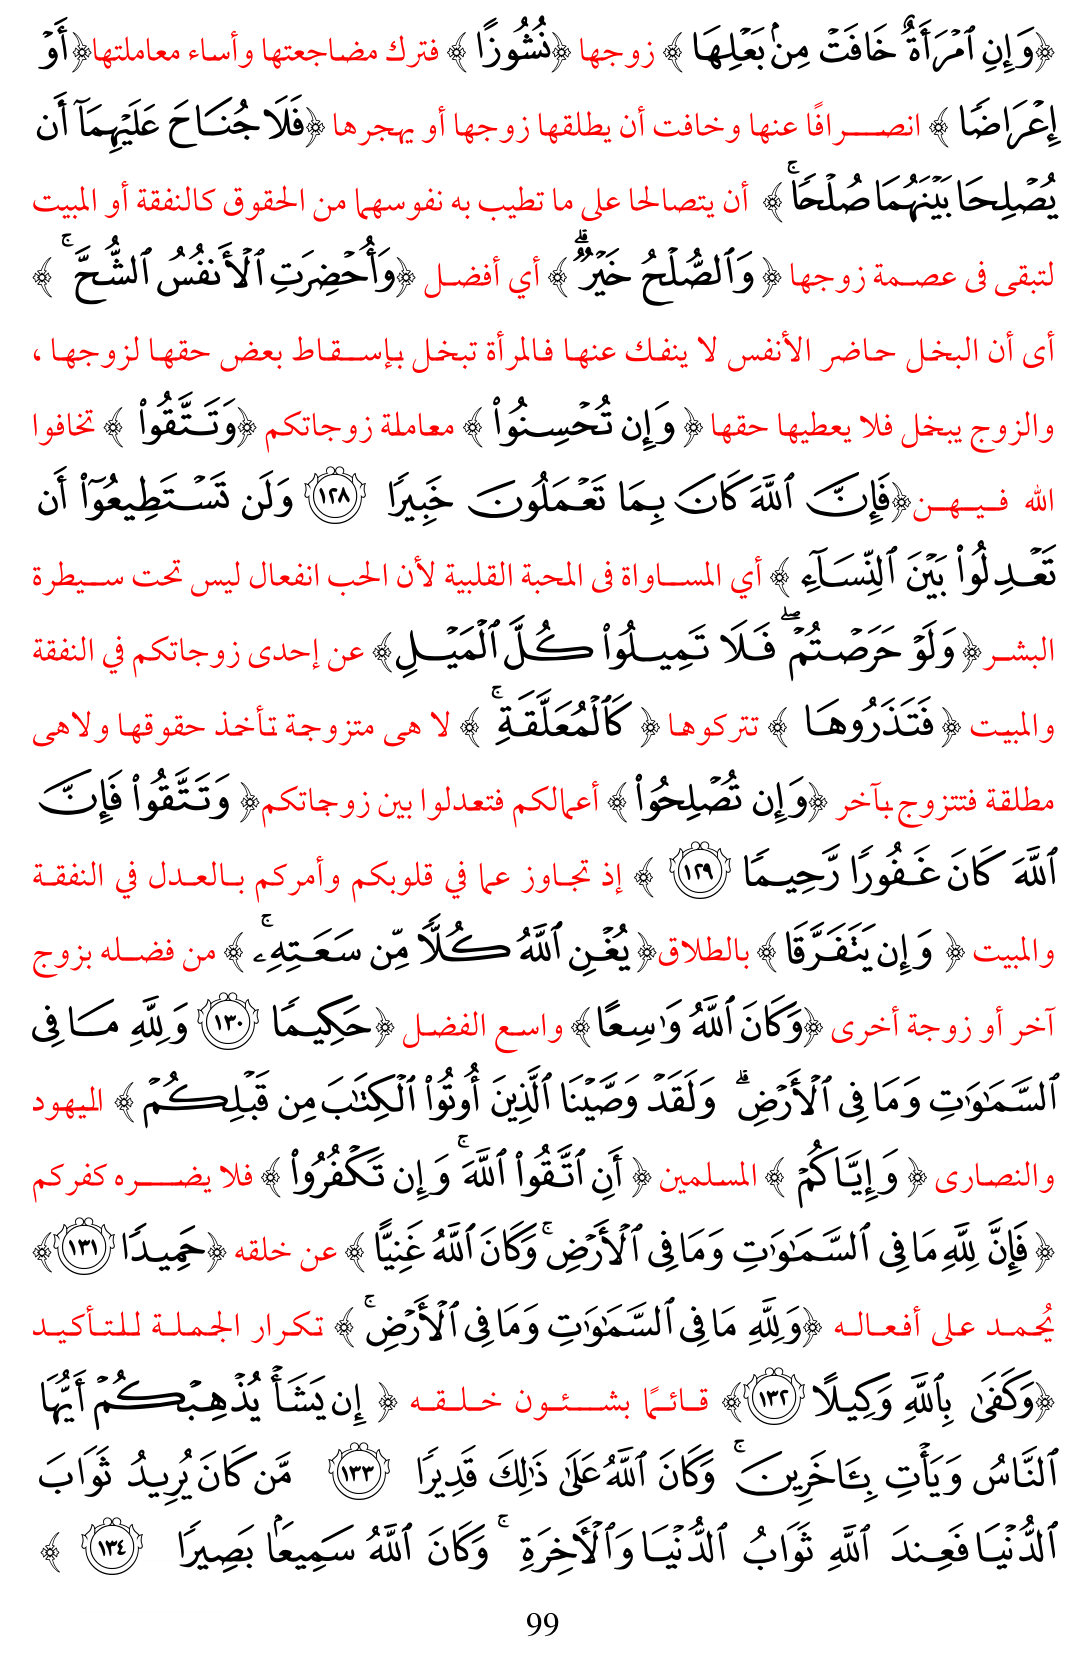 ﴿وَإِنِ ٱمۡرَأَةٌ خَافَتۡ مِنۢ بَعۡلِهَا ﴾ زوجها ﴿نُشُوزًا ﴾ فترك مضاجعتها وأساء معاملتها﴿أَوۡ
إِعۡرَاضٗا ﴾ انصرافًا عنها وخافت أن يطلقها زوجها أو يهجرها ﴿فَلَا جُنَاحَ عَلَيۡهِمَآ أَن
يُصۡلِحَا بَيۡنَهُمَا صُلۡحٗاۚ﴾ أن يتصالحا على ما تطيب به نفوسهما من الحقوق كالنفقة أو المبيت
لتبقى فى عصمة زوجها ﴿ وَٱلصُّلۡحُ خَيۡرٞۗ ﴾ أي أفضل ﴿وَأُحۡضِرَتِ ٱلۡأَنفُسُ ٱلشُّحَّۚ ﴾
أى أن البخل حاضر الأنفس لا ينفك عنها فالمرأة تبخل بإسقاط بعض حقها لزوجها ،
والزوج يبخل فلا يعطيها حقها ﴿ وَإِن تُحۡسِنُواْ ﴾ معاملة زوجاتكم ﴿وَتَتَّقُواْ ﴾ تخافوا
الله فيهن﴿فَإِنَّ ٱللَّهَ كَانَ بِمَا تَعۡمَلُونَ خَبِيرٗا ١٢٨ وَلَن تَسۡتَطِيعُوٓاْ أَن
تَعۡدِلُواْ بَيۡنَ ٱلنِّسَآءِ ﴾ أي المساواة فى المحبة القلبية لأن الحب انفعال ليس تحت سيطرة
البشر﴿ وَلَوۡ حَرَصۡتُمۡۖ فَلَا تَمِيلُواْ كُلَّ ٱلۡمَيۡلِ﴾ عن إحدى زوجاتكم في النفقة
والمبيت ﴿ فَتَذَرُوهَا ﴾ تتركوها ﴿ كَٱلۡمُعَلَّقَةِۚ ﴾ لا هى متزوجة تأخذ حقوقها ولاهى
مطلقة فتتزوج بآخر ﴿وَإِن تُصۡلِحُواْ ﴾ أعمالكم فتعدلوا بين زوجاتكم﴿ وَتَتَّقُواْ فَإِنَّ
ٱللَّهَ كَانَ غَفُورٗا رَّحِيمٗا ١٢٩ ﴾ إذ تجاوز عما في قلوبكم وأمركم بالعدل في النفقة
والمبيت ﴿ وَإِن يَتَفَرَّقَا ﴾ بالطلاق﴿ يُغۡنِ ٱللَّهُ كُلّٗا مِّن سَعَتِهِۦۚ ﴾ من فضله بزوج
آخر أو زوجة أخرى ﴿وَكَانَ ٱللَّهُ وَٰسِعًا﴾ واسع الفضل ﴿حَكِيمٗا ١٣٠ وَلِلَّهِ مَا فِى
ٱلسَّمَٰوَٰتِ وَمَا فِى ٱلۡأَرۡضِۗ وَلَقَدۡ وَصَّيۡنَا ٱلَّذِينَ أُوتُواْ ٱلۡكِتَٰبَ مِن قَبۡلِكُمۡ ﴾ اليهود
والنصارى ﴿ وَإِيَّاكُمۡ ﴾ المسلمين ﴿ أَنِ ٱتَّقُواْ ٱللَّهَۚ وَإِن تَكۡفُرُواْ ﴾ فلا يضره كفركم
﴿ فَإِنَّ لِلَّهِ مَا فِى ٱلسَّمَٰوَٰتِ وَمَا فِى ٱلۡأَرۡضِۚ وَكَانَ ٱللَّهُ غَنِيًّا ﴾ عن خلقه ﴿حَمِيدٗا ١٣١﴾
يُحمد على أفعاله ﴿وَلِلَّهِ مَا فِى ٱلسَّمَٰوَٰتِ وَمَا فِى ٱلۡأَرۡضِۚ ﴾ تكرار الجملة للتأكيد
﴿وَكَفَىٰ بِٱللَّهِ وَكِيلًا ١٣٢﴾ قائمًا بشئون خلقه ﴿ إِن يَشَأۡ يُذۡهِبۡكُمۡ أَيُّهَا
ٱلنَّاسُ وَيَأۡتِ بِـَٔاخَرِينَۚ وَكَانَ ٱللَّهُ عَلَىٰ ذَٰلِكَ قَدِيرٗا ١٣٣ مَّن كَانَ يُرِيدُ ثَوَابَ
ٱلدُّنۡيَا فَعِندَ ٱللَّهِ ثَوَابُ ٱلدُّنۡيَا وَٱلۡأٓخِرَةِۚ وَكَانَ ٱللَّهُ سَمِيعَۢا بَصِيرٗا ١٣٤ ﴾
99